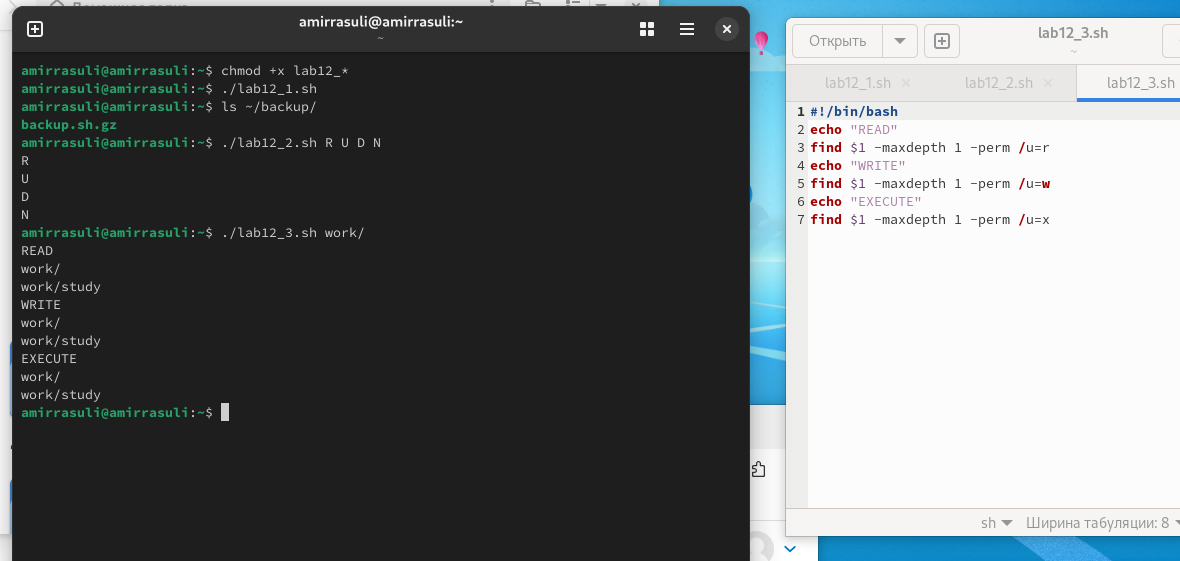 amirrasuli@amirrasuli:~
~
amirrasuli@amirrasuli:~$ chmod +x lab12_*
amirrasuli@amirrasuli:~$ ./lab12_1.sh
amirrasuli@amirrasuli:~$ ls ~/backup/
backup.sh.gz
amirrasuli@amirrasuli:~$ ./lab12_2.sh R U D N
R
U
D
N
amirrasuli@amirrasuli:~$ ./lab12_3.sh work/
READ
work/
work/study
WRITE
work/
work/study
EXECUTE
work/
work/study
amirrasuli@amirrasuli:~$
Открыть
lab12_3.sh
~
lab12_1.sh ×
lab12_2.sh ×
lab12_3.sh
1 #!/bin/bash
2 echo "READ"
3 find $1 -maxdepth 1 -perm /u=r
4 echo "WRITE"
5 find $1 -maxdepth 1 -perm /u=w
6 echo "EXECUTE"
7 find $1 -maxdepth 1 -perm /u=x
sh
Ширина табуляции: 8